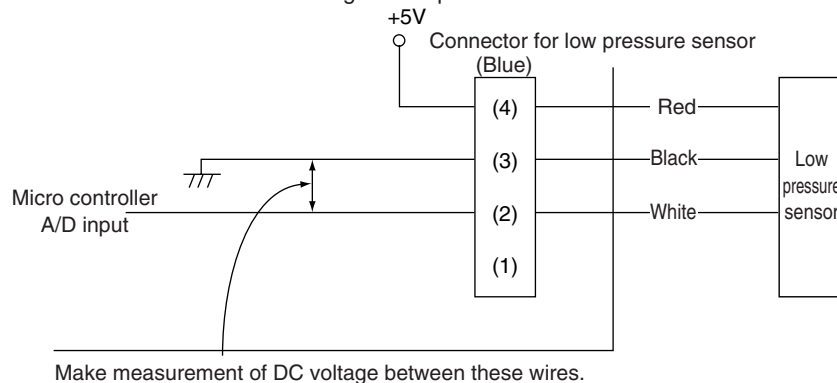 +5V
Connector for low pressure sensor
(Blue)
(4)
Red
(3)
Black
Low
pressure
sensor
Micro controller
A/D input
(2)
White
(1)
Make measurement of DC voltage between these wires.